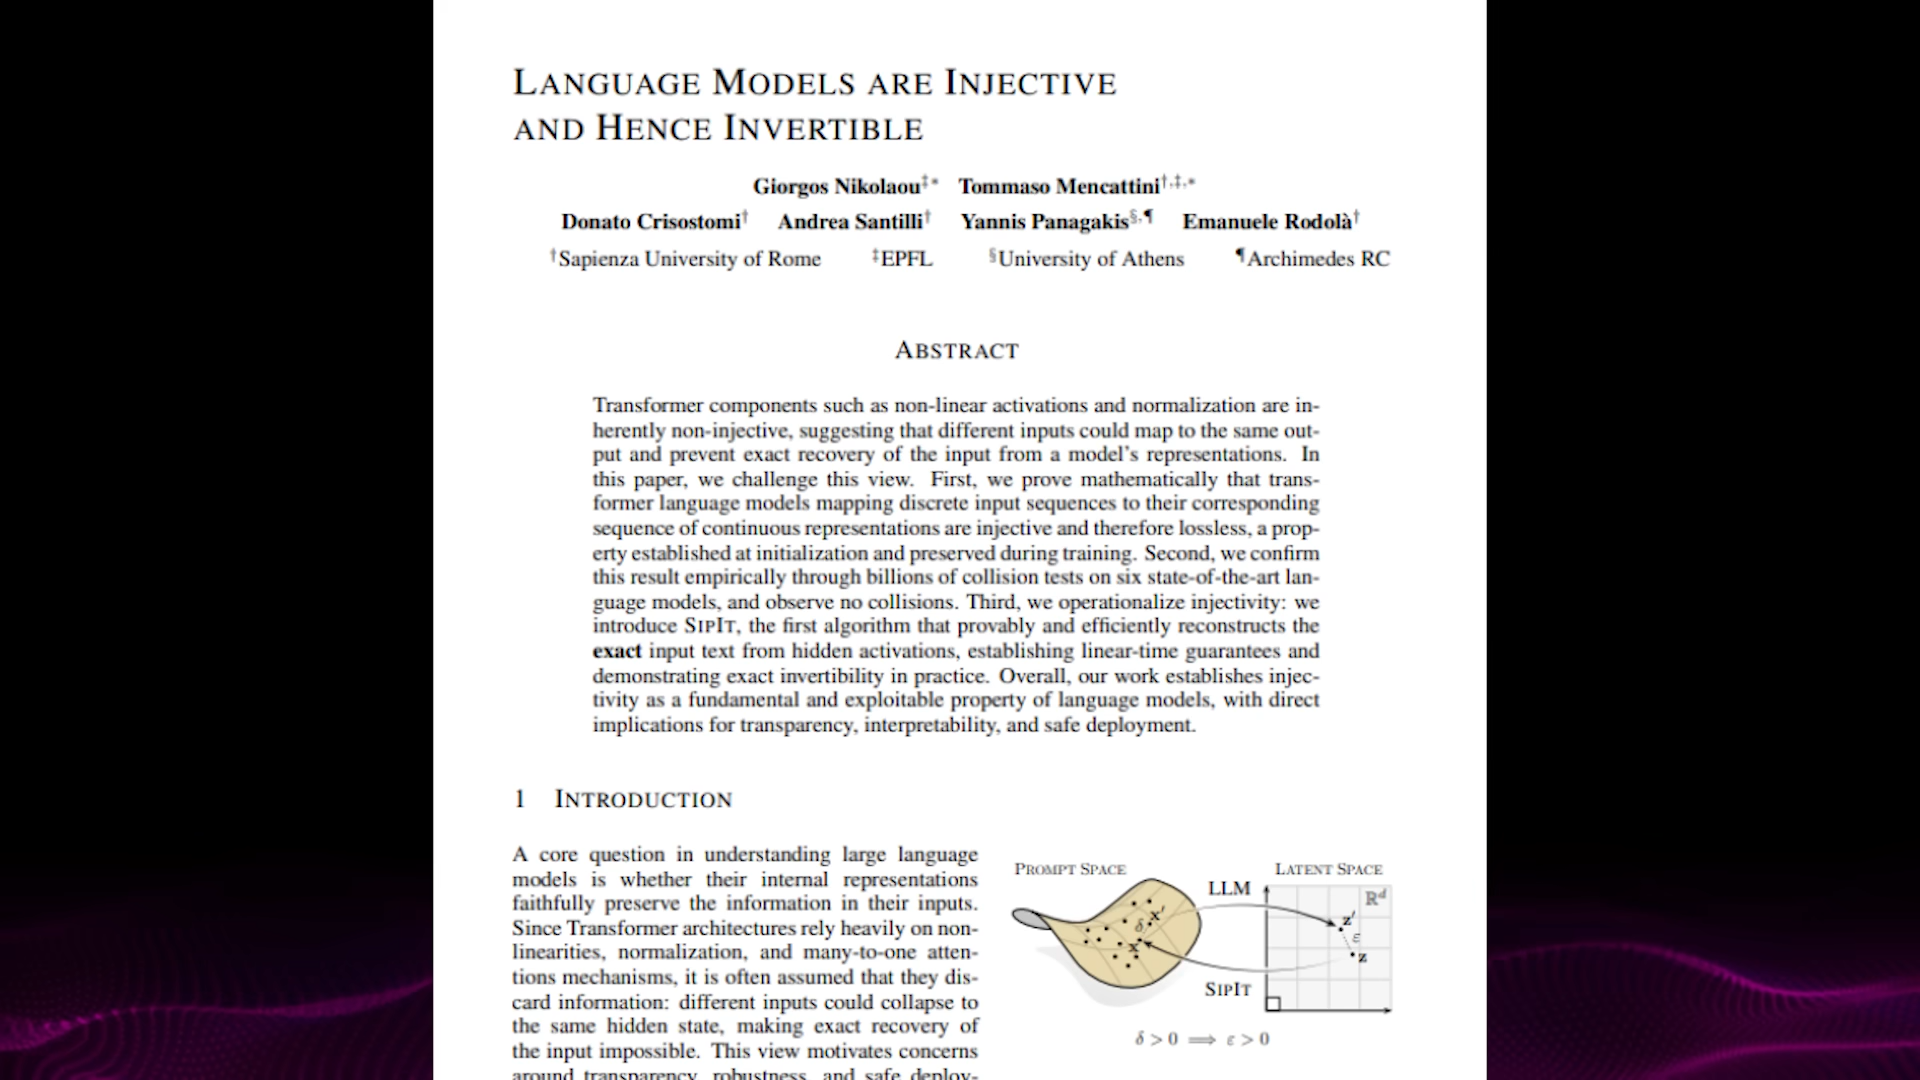 LANGUAGE MODELS ARE INJECTIVE
AND HENCE INVERTIBLE
Giorgos Nikolaou‡* Tommaso Mencattini†,‡,*
Donato Crisostomi† Andrea Santilli† Yannis Panagakis§,¶ Emanuele Rodolà†
†Sapienza University of Rome ‡EPFL §University of Athens ¶Archimedes RC
ABSTRACT
Transformer components such as non-linear activations and normalization are in-
herently non-injective, suggesting that different inputs could map to the same out-
put and prevent exact recovery of the input from a model's representations. In
this paper, we challenge this view. First, we prove mathematically that trans-
former language models mapping discrete input sequences to their corresponding
sequence of continuous representations are injective and therefore lossless, a prop-
erty established at initialization and preserved during training. Second, we confirm
this result empirically through billions of collision tests on six state-of-the-art lan-
guage models, and observe no collisions. Third, we operationalize injectivity: we
introduce SIPIT, the first algorithm that provably and efficiently reconstructs the
exact input text from hidden activations, establishing linear-time guarantees and
demonstrating exact invertibility in practice. Overall, our work establishes injec-
tivity as a fundamental and exploitable property of language models, with direct
implications for transparency, interpretability, and safe deployment.
1 INTRODUCTION
A core question in understanding large language
models is whether their internal representations
faithfully preserve the information in their inputs.
Since Transformer architectures rely heavily on non-
linearities, normalization, and many-to-one atten-
tions mechanisms, it is often assumed that they dis-
card information: different inputs could collapse to
the same hidden state, making exact recovery of
the input impossible. This view motivates concerns
around transparency, robustness, and safe deploy-
PROMPT SPACE
LATENT SPACE
LLM
ℝᵈ
x′
δ
x
z′
ε
z
SIPIT
δ > 0 ⟹ ε > 0